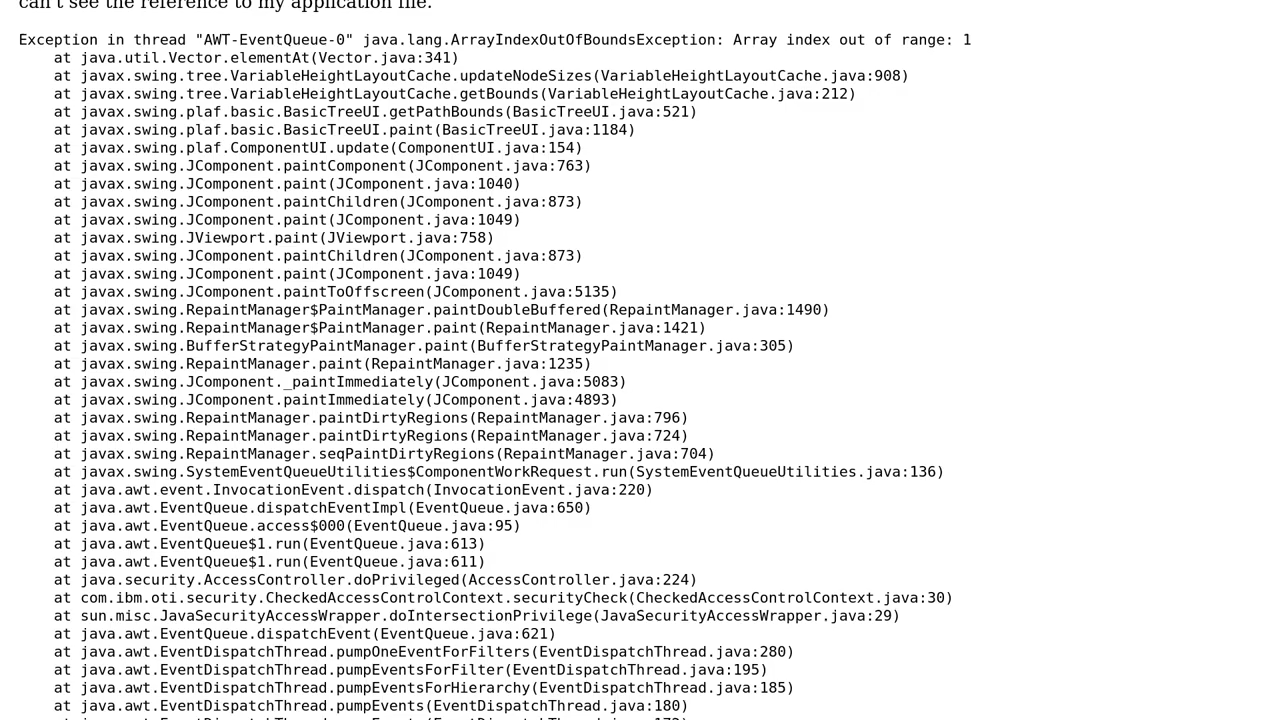 can't see the reference to my application file.
Exception in thread "AWT-EventQueue-0" java.lang.ArrayIndexOutOfBoundsException: Array index out of range: 1
at java.util.Vector.elementAt(Vector.java:341)
at javax.swing.tree.VariableHeightLayoutCache.updateNodeSizes(VariableHeightLayoutCache.java:908)
at javax.swing.tree.VariableHeightLayoutCache.getBounds(VariableHeightLayoutCache.java:212)
at javax.swing.plaf.basic.BasicTreeUI.getPathBounds(BasicTreeUI.java:521)
at javax.swing.plaf.basic.BasicTreeUI.paint(BasicTreeUI.java:1184)
at javax.swing.plaf.ComponentUI.update(ComponentUI.java:154)
at javax.swing.JComponent.paintComponent(JComponent.java:763)
at javax.swing.JComponent.paint(JComponent.java:1040)
at javax.swing.JComponent.paintChildren(JComponent.java:873)
at javax.swing.JComponent.paint(JComponent.java:1049)
at javax.swing.JViewport.paint(JViewport.java:758)
at javax.swing.JComponent.paintChildren(JComponent.java:873)
at javax.swing.JComponent.paint(JComponent.java:1049)
at javax.swing.JComponent.paintToOffscreen(JComponent.java:5135)
at javax.swing.RepaintManager$PaintManager.paintDoubleBuffered(RepaintManager.java:1490)
at javax.swing.RepaintManager$PaintManager.paint(RepaintManager.java:1421)
at javax.swing.BufferStrategyPaintManager.paint(BufferStrategyPaintManager.java:305)
at javax.swing.RepaintManager.paint(RepaintManager.java:1235)
at javax.swing.JComponent._paintImmediately(JComponent.java:5083)
at javax.swing.JComponent.paintImmediately(JComponent.java:4893)
at javax.swing.RepaintManager.paintDirtyRegions(RepaintManager.java:796)
at javax.swing.RepaintManager.paintDirtyRegions(RepaintManager.java:724)
at javax.swing.RepaintManager.seqPaintDirtyRegions(RepaintManager.java:704)
at javax.swing.SystemEventQueueUtilities$ComponentWorkRequest.run(SystemEventQueueUtilities.java:136)
at java.awt.event.InvocationEvent.dispatch(InvocationEvent.java:220)
at java.awt.EventQueue.dispatchEventImpl(EventQueue.java:650)
at java.awt.EventQueue.access$000(EventQueue.java:95)
at java.awt.EventQueue$1.run(EventQueue.java:613)
at java.awt.EventQueue$1.run(EventQueue.java:611)
at java.security.AccessController.doPrivileged(AccessController.java:224)
at com.ibm.oti.security.CheckedAccessControlContext.securityCheck(CheckedAccessControlContext.java:30)
at sun.misc.JavaSecurityAccessWrapper.doIntersectionPrivilege(JavaSecurityAccessWrapper.java:29)
at java.awt.EventQueue.dispatchEvent(EventQueue.java:621)
at java.awt.EventDispatchThread.pumpOneEventForFilters(EventDispatchThread.java:280)
at java.awt.EventDispatchThread.pumpEventsForFilter(EventDispatchThread.java:195)
at java.awt.EventDispatchThread.pumpEventsForHierarchy(EventDispatchThread.java:185)
at java.awt.EventDispatchThread.pumpEvents(EventDispatchThread.java:180)